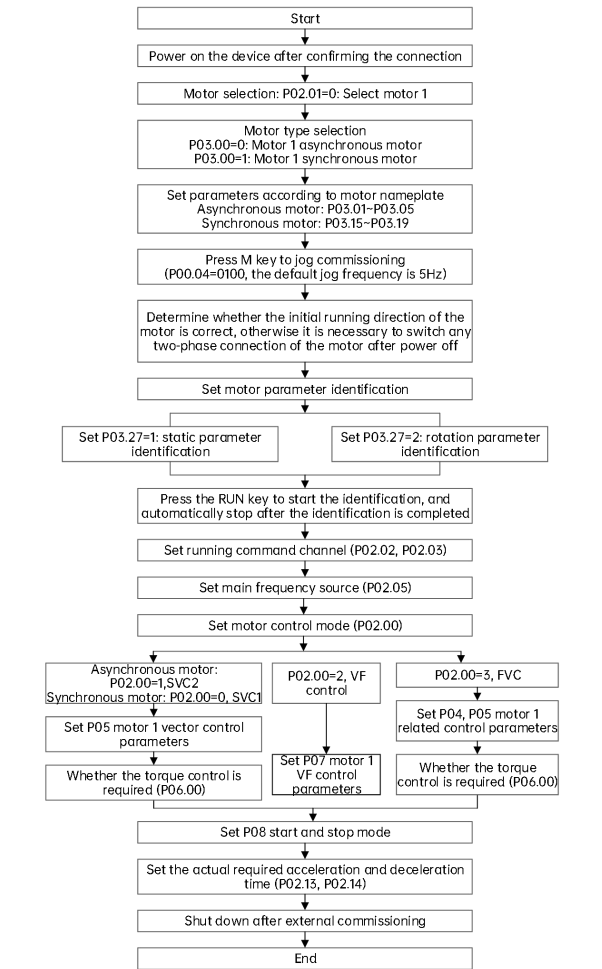 Start
Power on the device after confirming the connection
Motor selection: P02.01=0: Select motor 1
Motor type selection
P03.00=0: Motor 1 asynchronous motor
P03.00=1: Motor 1 synchronous motor
Set parameters according to motor nameplate
Asynchronous motor: P03.01~P03.05
Synchronous motor: P03.15~P03.19
Press M key to jog commissioning
(P00.04=0100, the default jog frequency is 5Hz)
Determine whether the initial running direction of the
motor is correct, otherwise it is necessary to switch any
two-phase connection of the motor after power off
Set motor parameter identification
Set P03.27=1: static parameter
identification
Set P03.27=2: rotation parameter
identification
Press the RUN key to start the identification, and
automatically stop after the identification is completed
Set running command channel (P02.02, P02.03)
Set main frequency source (P02.05)
Set motor control mode (P02.00)
Asynchronous motor:
P02.00=1,SVC2
Synchronous motor: P02.00=0, SVC1
Set P05 motor 1 vector control
parameters
Whether the torque control is
required (P06.00)
P02.00=2, VF
control
Set P07 motor 1
VF control
parameters
P02.00=3, FVC
Set P04, P05 motor 1
related control parameters
Whether the torque
control is required (P06.00)
Set P08 start and stop mode
Set the actual required acceleration and deceleration
time (P02.13, P02.14)
Shut down after external commissioning
End